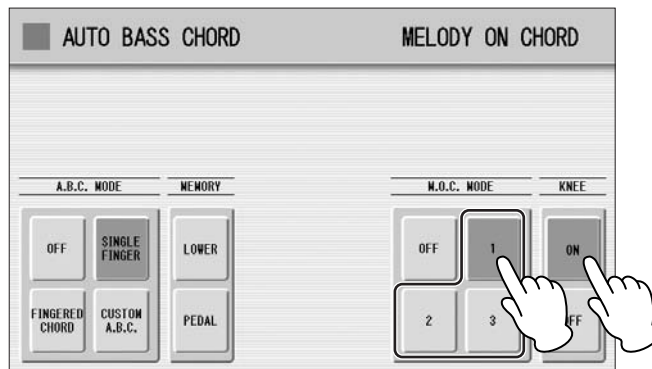 AUTO BASS CHORD
MELODY ON CHORD
A.B.C. MODE
MEMORY
M.O.C. MODE
KNEE
OFF
SINGLE
FINGER
LOWER
OFF
1
ON
FINGERED
CHORD
CUSTOM
A.B.C.
PEDAL
2
3
FF